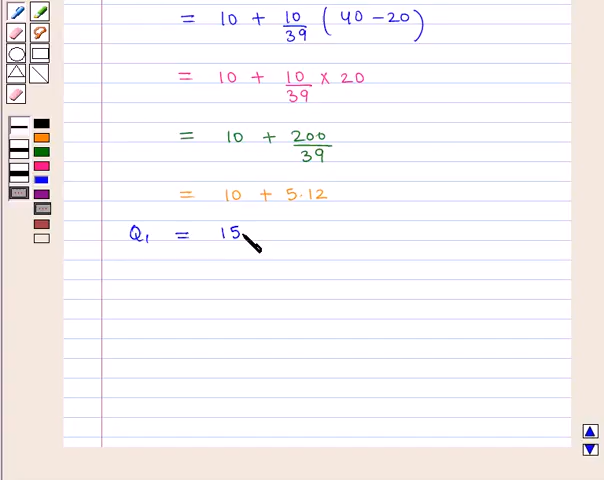 = 10 + 10/39 ( 40 - 20 )
= 10 + 10/39 × 20
= 10 + 200/39
= 10 + 5.12
Q₁ = 15